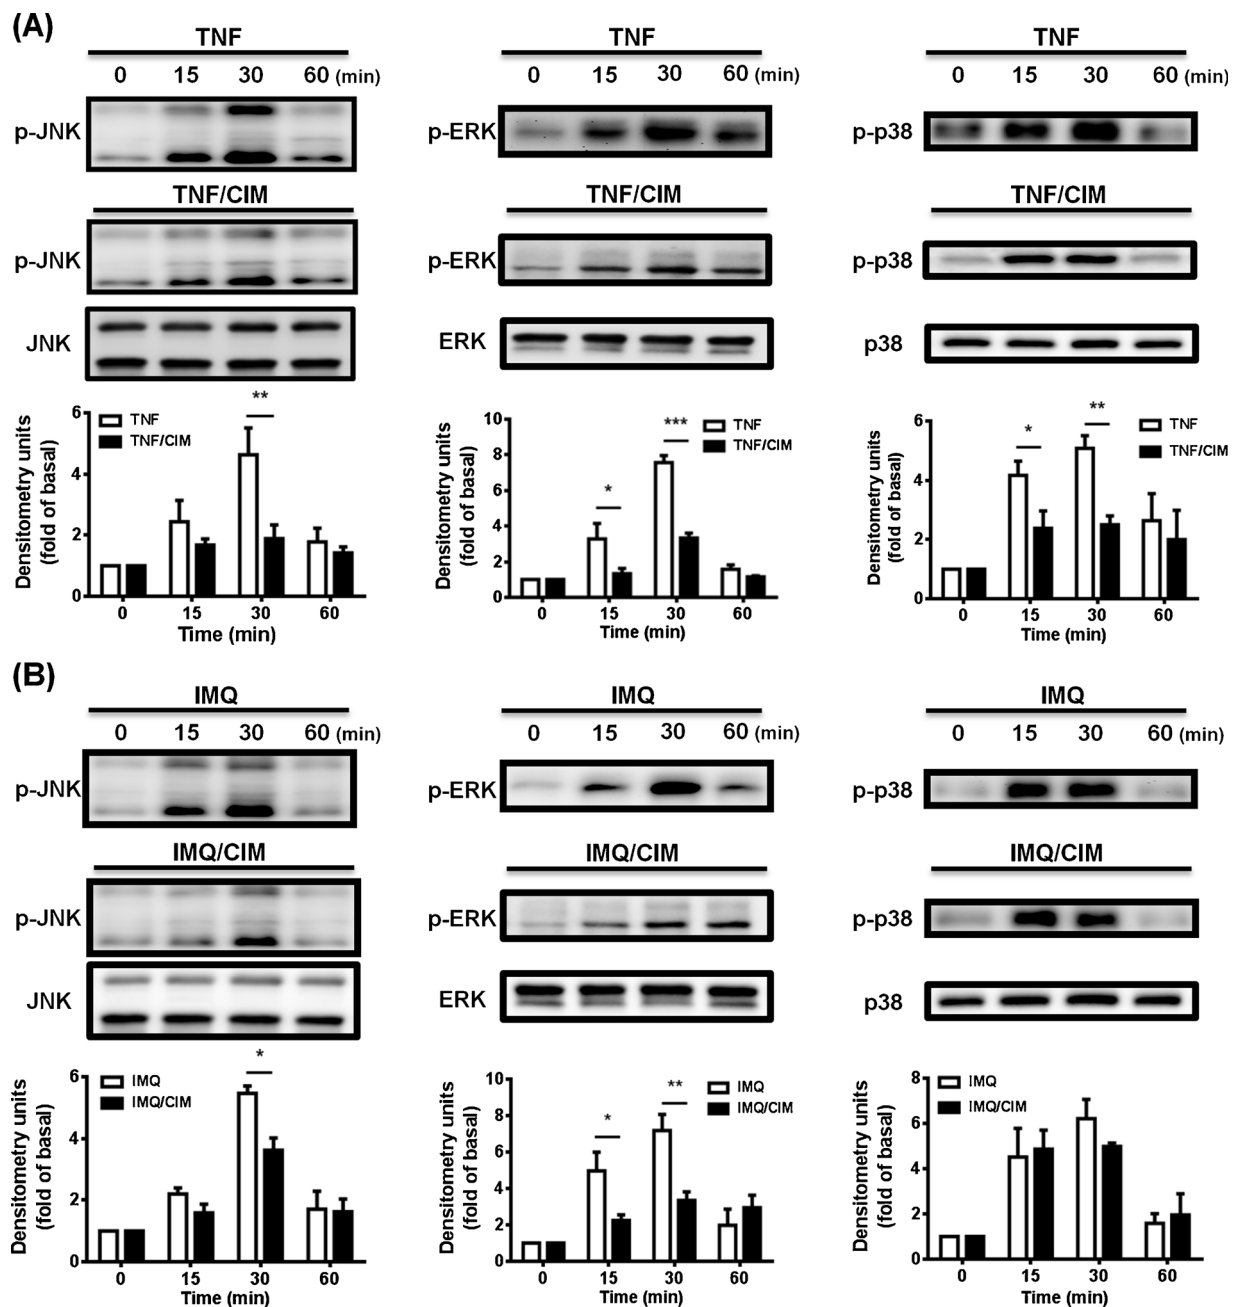 (A)
TNF TNF TNF
0 15 30 60 (min) 0 15 30 60 (min) 0 15 30 60 (min)
p-JNK p-ERK p-p38
TNF/CIM TNF/CIM TNF/CIM
p-JNK p-ERK p-p38
JNK ERK p38
Densitometry units
(fold of basal)
6
4
2
0
TNF
TNF/CIM
**
0 15 30 60
Time (min)
Densitometry units
(fold of basal)
10
8
6
4
2
0
*
***
TNF
TNF/CIM
0 15 30 60
Time (min)
Densitometry units
(fold of basal)
6
4
2
0
*
**
TNF
TNF/CIM
0 15 30 60
Time (min)
(B)
IMQ IMQ IMQ
0 15 30 60 (min) 0 15 30 60 (min) 0 15 30 60 (min)
p-JNK p-ERK p-p38
IMQ/CIM IMQ/CIM IMQ/CIM
p-JNK p-ERK p-p38
JNK ERK p38
Densitometry units
(fold of basal)
6
4
2
0
IMQ
IMQ/CIM
*
0 15 30 60
Time (min)
Densitometry units
(fold of basal)
10
8
6
4
2
0
*
**
IMQ
IMQ/CIM
0 15 30 60
Time (min)
Densitometry units
(fold of basal)
8
6
4
2
0
IMQ
IMQ/CIM
0 15 30 60
Time (min)